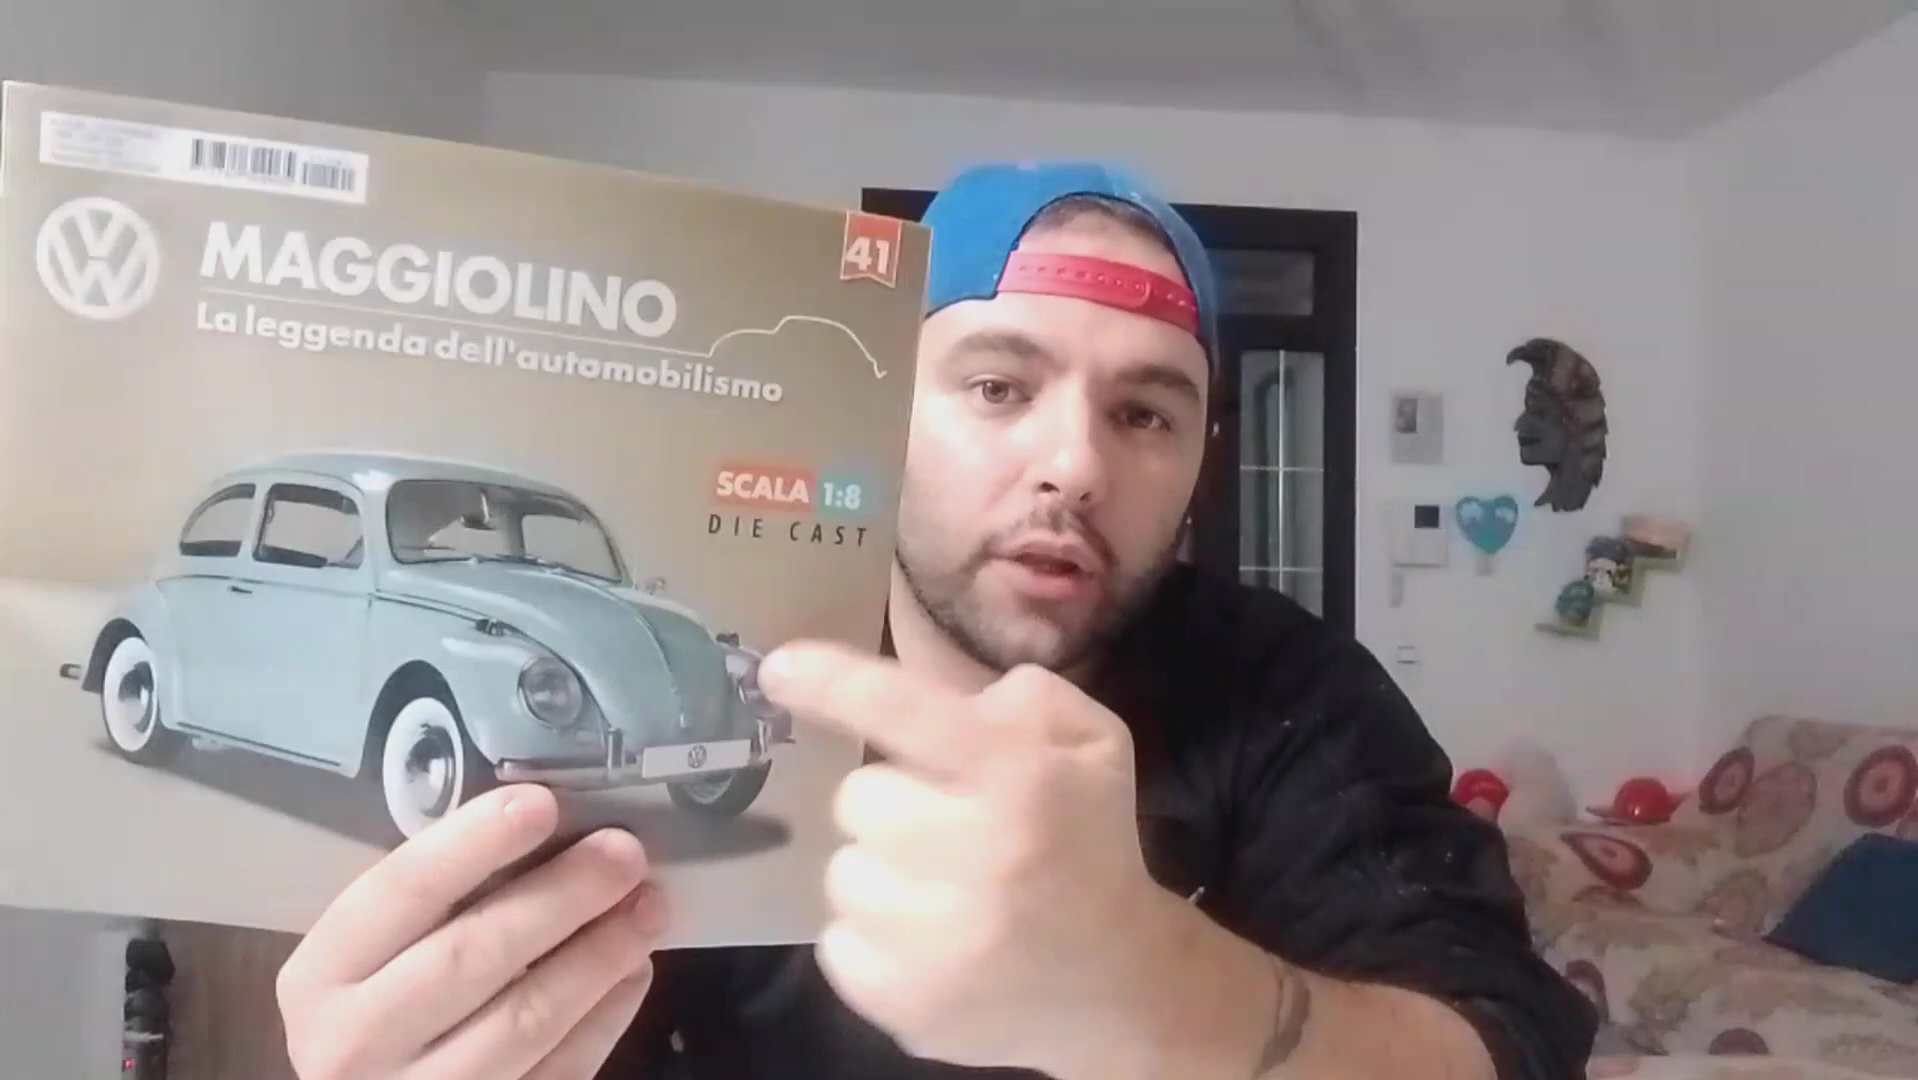 MAGGIOLINO
41
La leggenda dell'automobilismo
SCALA 1:8
DIE CAST